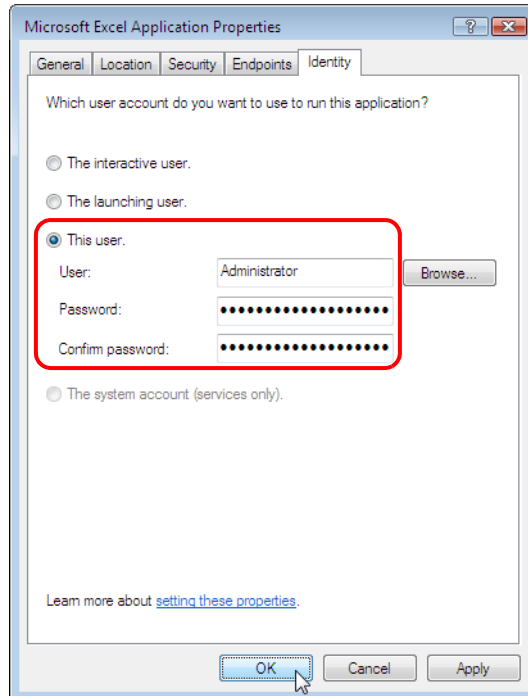 Microsoft Excel Application Properties
General Location Security Endpoints Identity
Which user account do you want to use to run this application?
The interactive user.
The launching user.
This user.
User: Administrator Browse...
Password: •••••••••••••••••••
Confirm password: •••••••••••••••••••
The system account (services only).
Learn more about setting these properties.
OK Cancel Apply